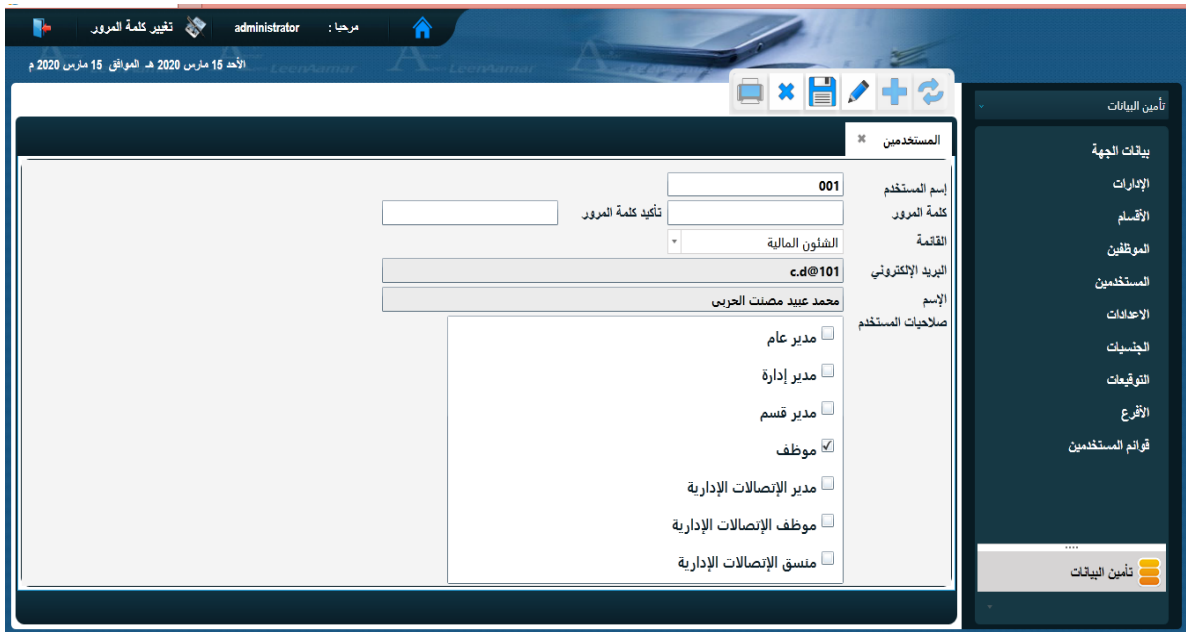 مرحبا : administrator تغيير كلمة المرور
الأحد 15 مارس 2020 هـ الموافق 15 مارس 2020 م
LeenAamar LeenAamar
تأمين البيانات
بيانات الجهة
الإدارات
الأقسام
الموظفين
المستخدمين
الاعدادات
الجنسيات
التوقيعات
الأفرع
قوائم المستخدمين
تأمين البيانات
المستخدمين
إسم المستخدم 001
كلمة المرور تأكيد كلمة المرور
القائمة الشئون المالية
البريد الإلكتروني c.d@101
الإسم محمد عبيد مصنت الحربي
صلاحيات المستخدم
مدير عام
مدير إدارة
مدير قسم
موظف
مدير الإتصالات الإدارية
موظف الإتصالات الإدارية
منسق الإتصالات الإدارية